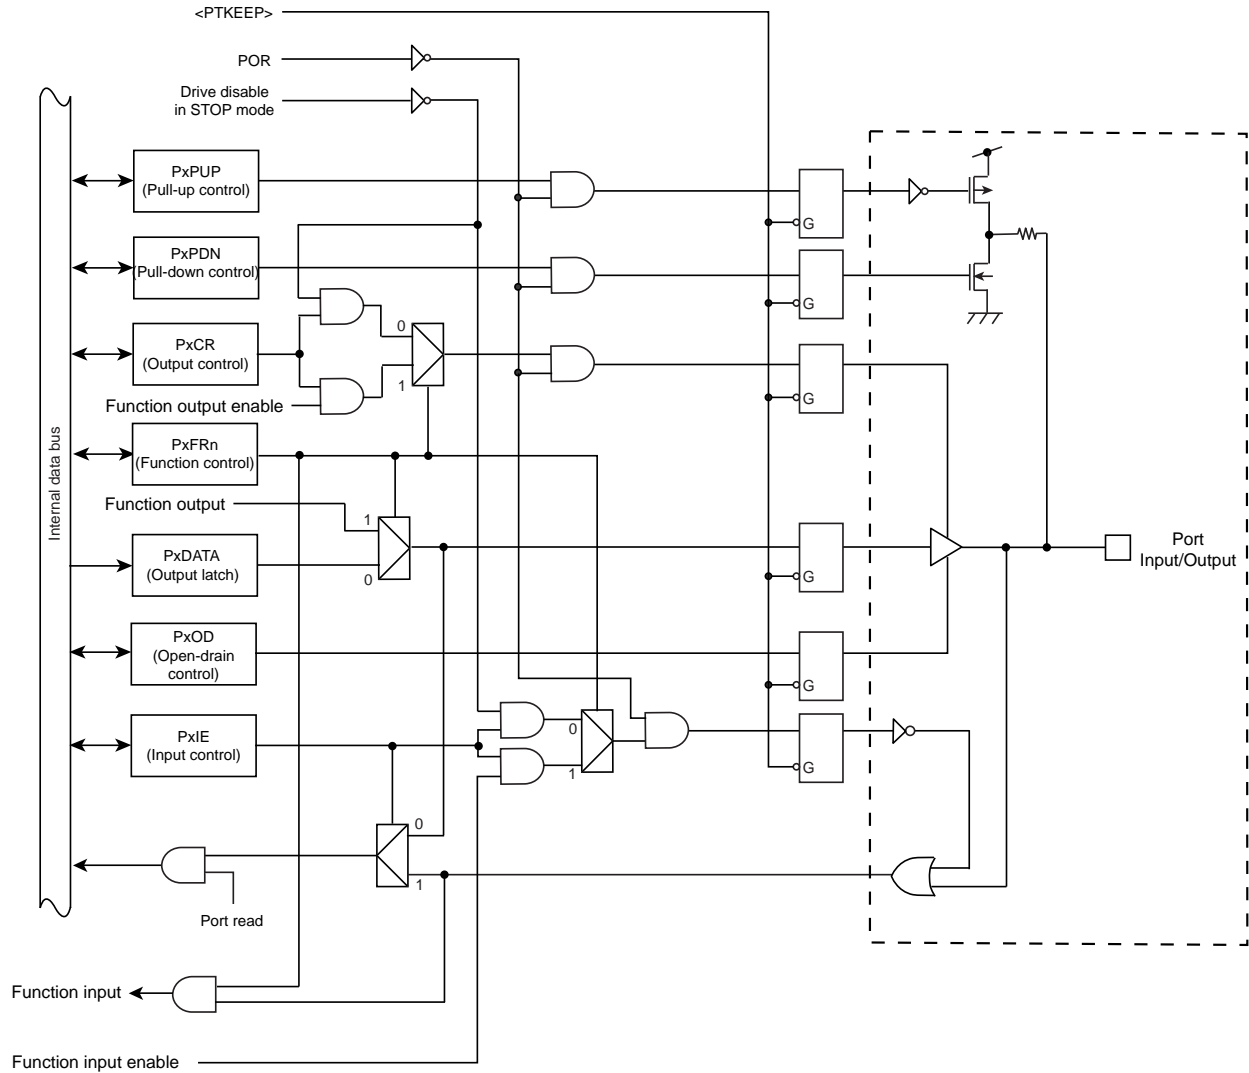 <PTKEEP>
POR
Drive disable
in STOP mode
PxPUP
(Pull-up control)
G
PxPDN
(Pull-down control)
G
PxCR
(Output control)
0
1
G
Function output enable
PxFRn
(Function control)
Internal data bus
Function output
1
0
PxDATA
(Output latch)
G
Port
Input/Output
PxOD
(Open-drain
control)
G
PxIE
(Input control)
0
1
G
0
1
Port read
Function input
Function input enable